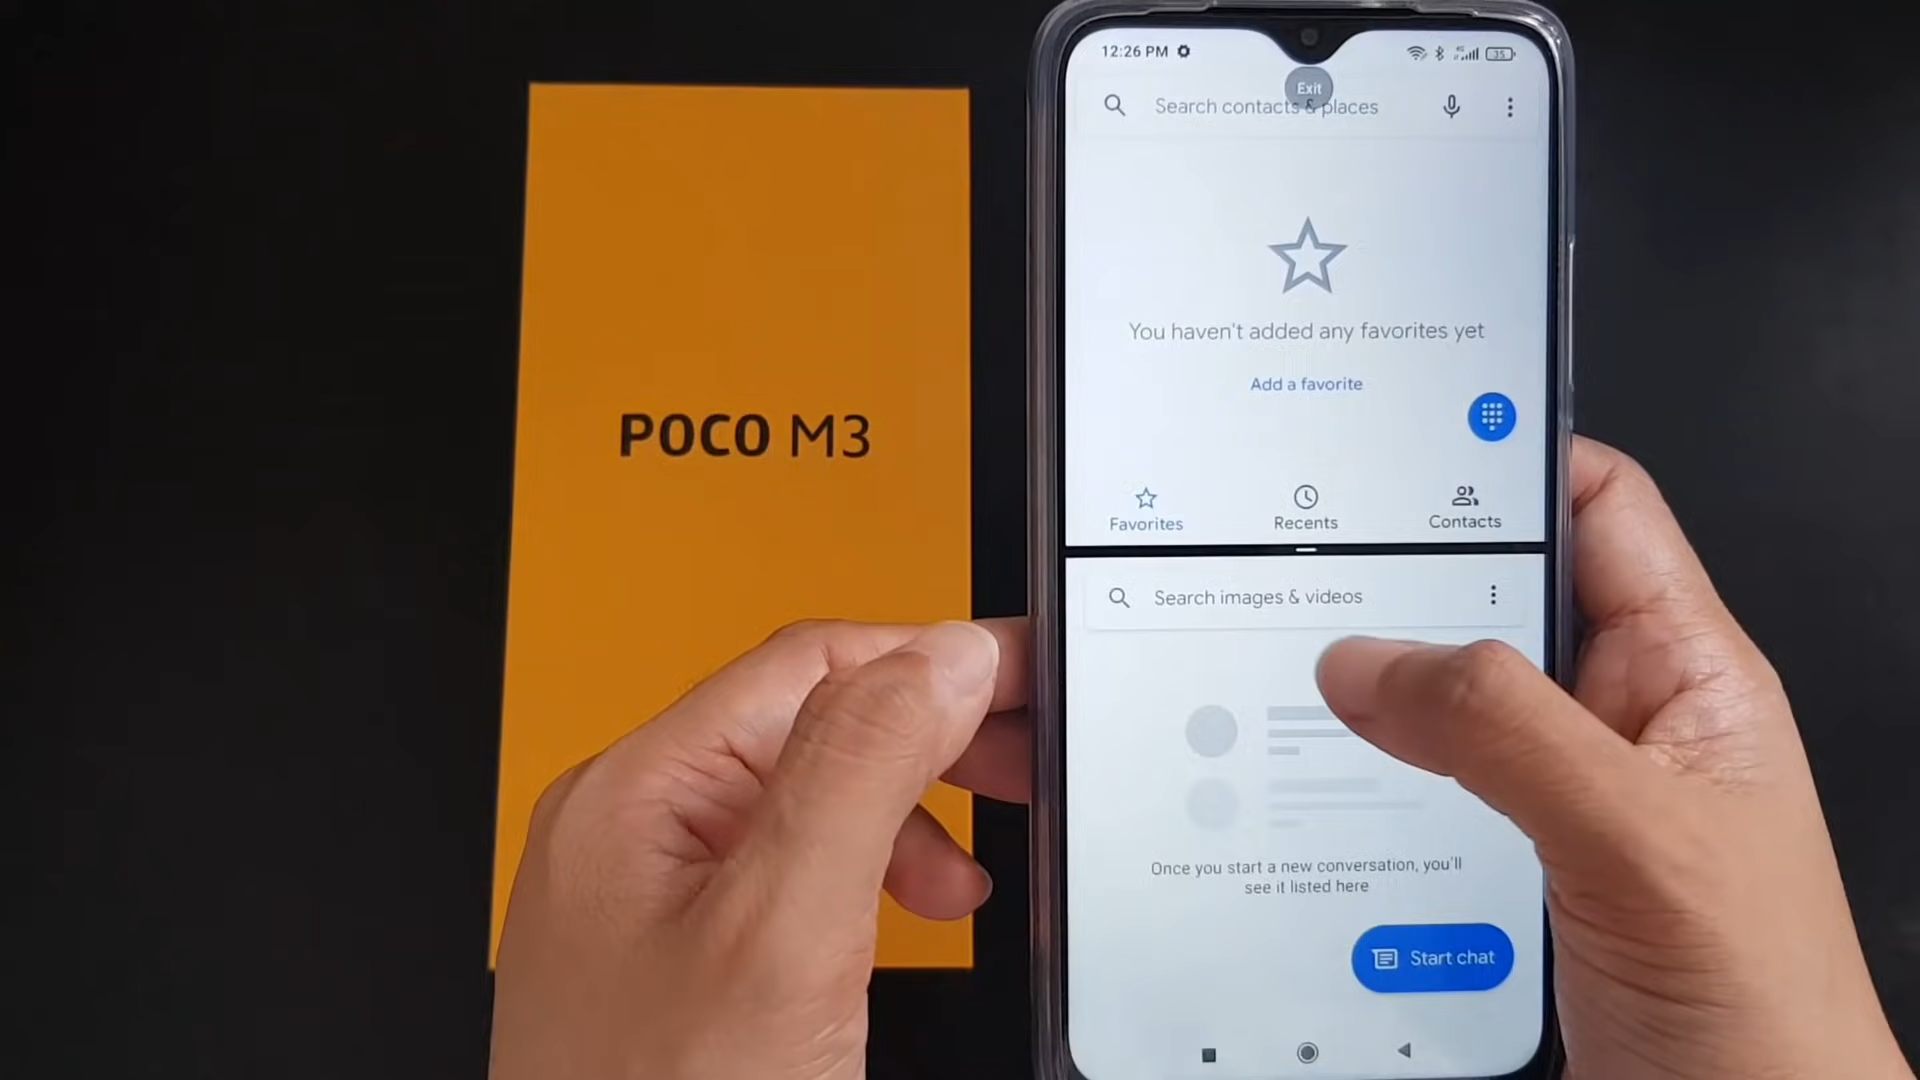 POCO M3
12:26 PM
35
Exit
Search contacts & places
You haven't added any favorites yet
Add a favorite
Favorites
Recents
Contacts
Search images & videos
Once you start a new conversation, you'll
see it listed here
Start chat